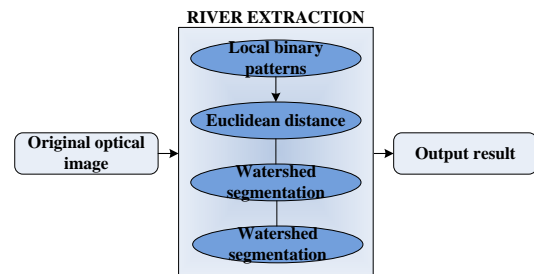 RIVER EXTRACTION
Local binary
patterns
Euclidean distance
Original optical
image
Output result
Watershed
segmentation
Watershed
segmentation